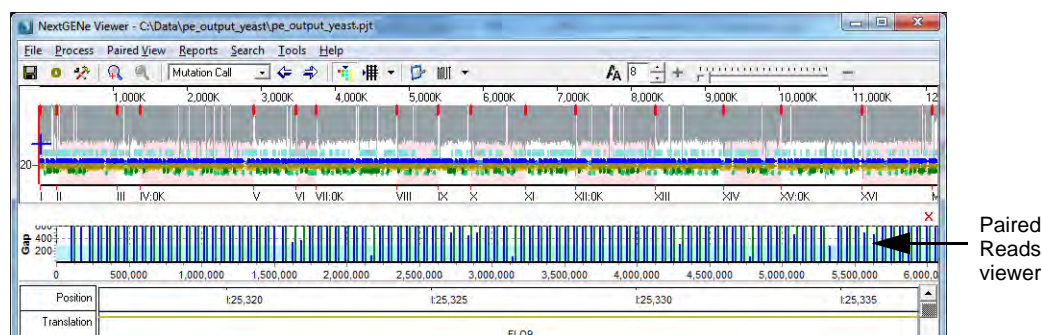 NextGENe Viewer - C:\Data\pe_output_yeast\pe_output_yeast.pjt
File Process Paired View Reports Search Tools Help
Mutation Call 8
1,000K 2,000K 3,000K 4,000K 5,000K 6,000K 7,000K 8,000K 9,000K 10,000K 11,000K 12
20
I II III IV:0K V VI VII:0K VIII IX X XI XII:0K XIII XIV XV:0K XVI M
Gap
600
400
200
0 500,000 1,000,000 1,500,000 2,000,000 2,500,000 3,000,000 3,500,000 4,000,000 4,500,000 5,000,000 5,500,000 6,000,0
Paired
Reads
viewer
Position I:25,320 I:25,325 I:25,330 I:25,335
Translation
FLO9